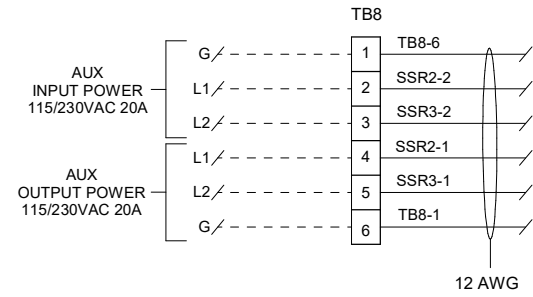 TB8
AUX
INPUT POWER
115/230VAC 20A
G 1 TB8-6
L1 2 SSR2-2
L2 3 SSR3-2
AUX
OUTPUT POWER
115/230VAC 20A
L1 4 SSR2-1
L2 5 SSR3-1
G 6 TB8-1
12 AWG